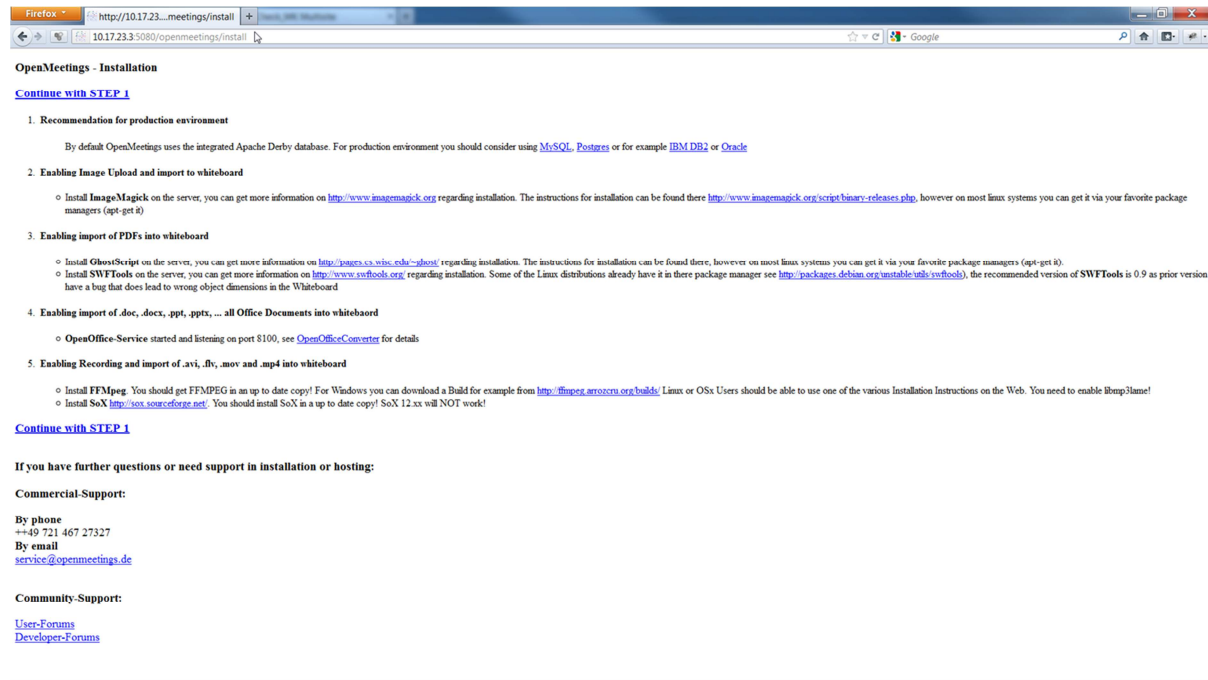 Firefox
http://10.17.23....meetings/install
10.17.23.3:5080/openmeetings/install
Google
OpenMeetings - Installation
Continue with STEP 1
1. Recommendation for production environment
By default OpenMeetings uses the integrated Apache Derby database. For production environment you should consider using MySQL, Postgres or for example IBM DB2 or Oracle
2. Enabling Image Upload and import to whiteboard
Install ImageMagick on the server, you can get more information on http://www.imagemagick.org regarding installation. The instructions for installation can be found there http://www.imagemagick.org/script/binary-releases.php, however on most linux systems you can get it via your favorite package
managers (apt-get it)
3. Enabling import of PDFs into whiteboard
Install GhostScript on the server, you can get more information on http://pages.cs.wisc.edu/~ghost/ regarding installation. The instructions for installation can be found there, however on most linux systems you can get it via your favorite package managers (apt-get it).
Install SWFTools on the server, you can get more information on http://www.swftools.org/ regarding installation. Some of the Linux distributions already have it in there package manager see http://packages.debian.org/unstable/utils/swftools), the recommended version of SWFTools is 0.9 as prior version
have a bug that does lead to wrong object dimensions in the Whiteboard
4. Enabling import of .doc, .docx, .ppt, .pptx, ... all Office Documents into whitebaord
OpenOffice-Service started and listening on port 8100, see OpenOfficeConverter for details
5. Enabling Recording and import of .avi, .flv, .mov and .mp4 into whiteboard
Install FFMpeg. You should get FFMPEG in an up to date copy! For Windows you can download a Build for example from http://ffmpeg.arrozcru.org/builds/ Linux or OSx Users should be able to use one of the various Installation Instructions on the Web. You need to enable libmp3lame!
Install SoX http://sox.sourceforge.net/. You should install SoX in a up to date copy! SoX 12.xx will NOT work!
Continue with STEP 1
If you have further questions or need support in installation or hosting:
Commercial-Support:
By phone
++49 721 467 27327
By email
service@openmeetings.de
Community-Support:
User-Forums
Developer-Forums